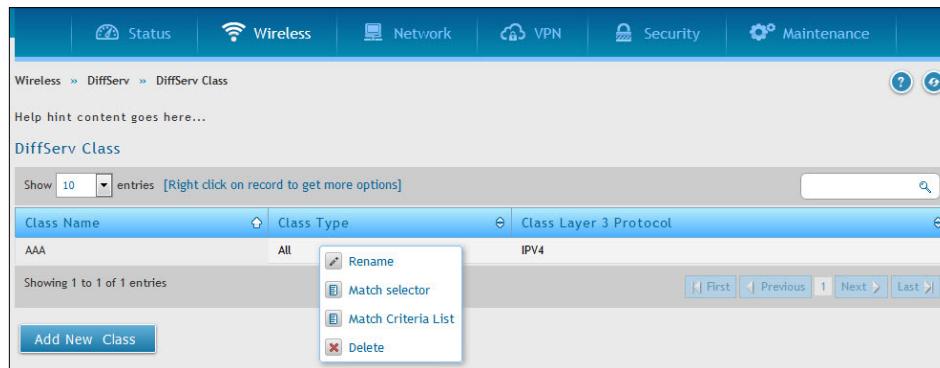 Status Wireless Network VPN Security Maintenance
Wireless » DiffServ » DiffServ Class
Help hint content goes here...
DiffServ Class
Show 10 entries [Right click on record to get more options]
Class Name Class Type Class Layer 3 Protocol
AAA All IPV4
Rename
Match selector
Match Criteria List
Delete
Showing 1 to 1 of 1 entries
First Previous 1 Next Last
Add New Class